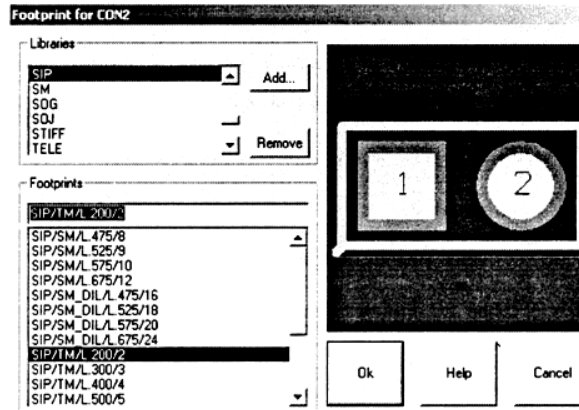 Footprint for CON2
Libraries
SIP
SM
SOG
SOJ
STIFF
TELE
Add...
Remove
1
2
Footprints
SIP/TM/L.200/2
SIP/SM/L.475/8
SIP/SM/L.525/9
SIP/SM/L.575/10
SIP/SM/L.675/12
SIP/SM_DIL/L.475/16
SIP/SM_DIL/L.525/18
SIP/SM_DIL/L.575/20
SIP/SM_DIL/L.675/24
SIP/TM/L.200/2
SIP/TM/L.300/3
SIP/TM/L.400/4
SIP/TM/L.500/5
Ok
Help
Cancel